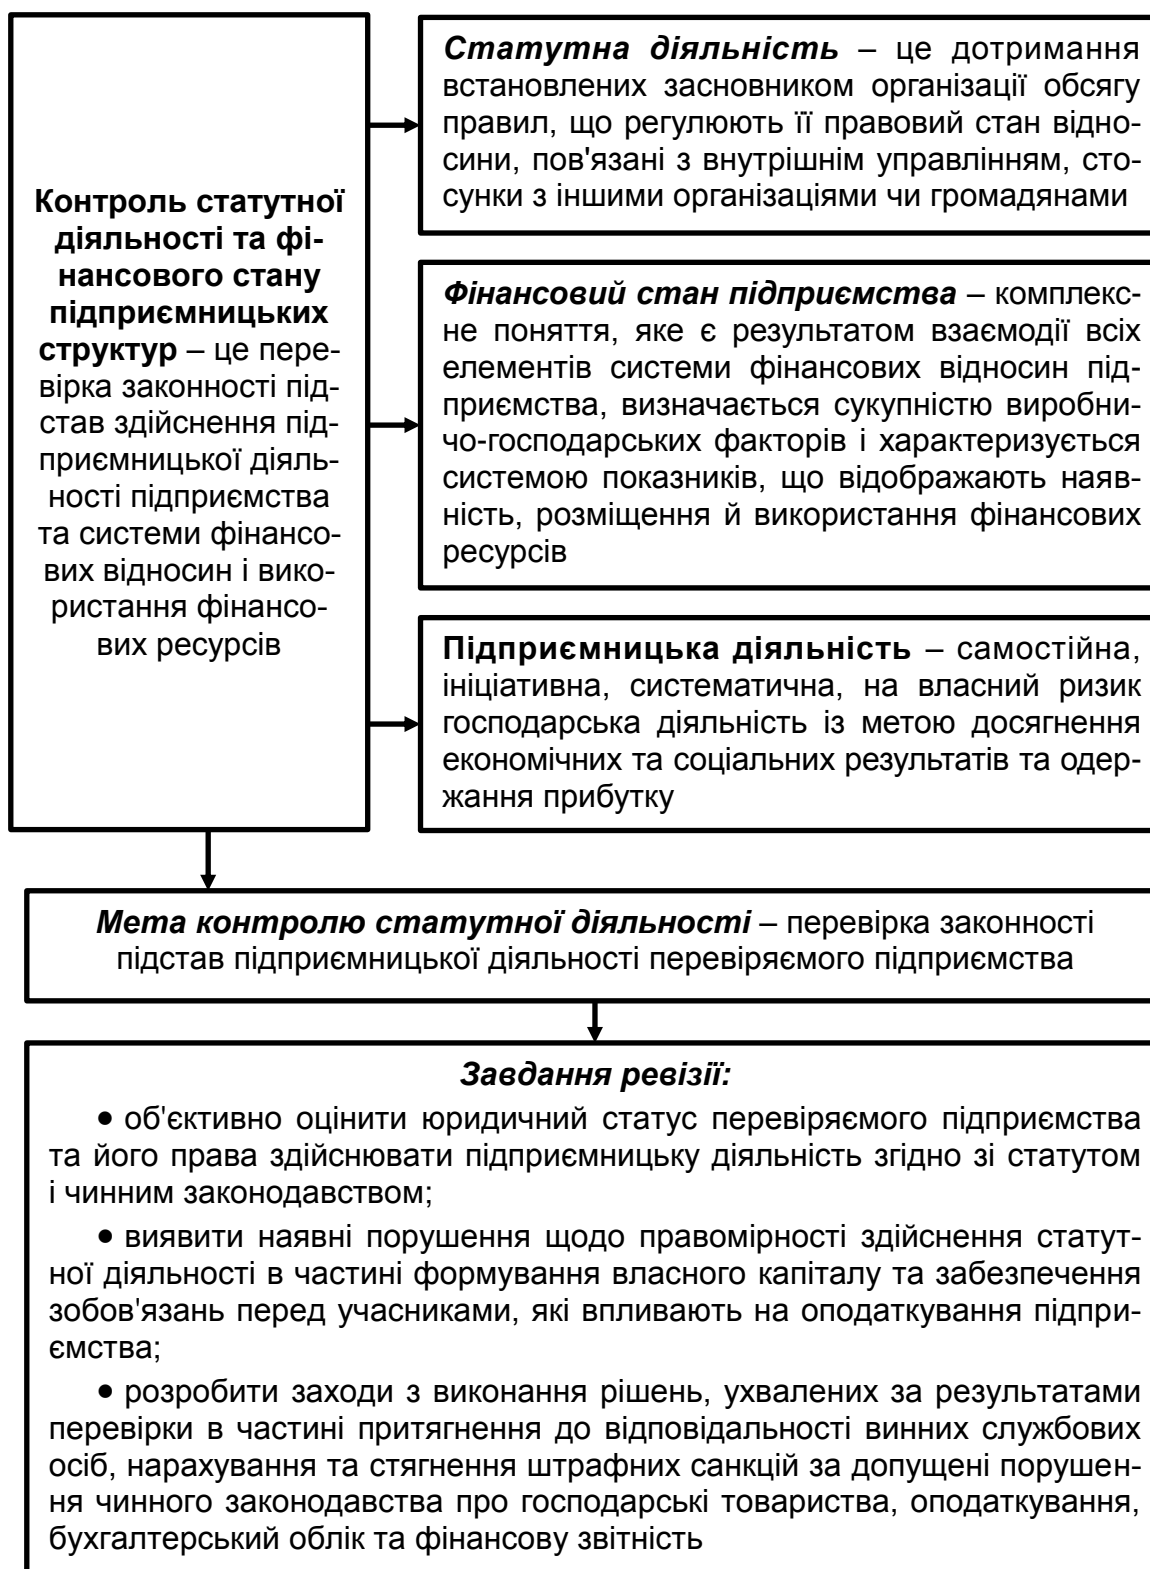 Контроль статутної
діяльності та фі-
нансового стану
підприємницьких
структур – це пере-
вірка законності під-
став здійснення під-
приємницької діяль-
ності підприємства
та системи фінансо-
вих відносин і вико-
ристання фінансо-
вих ресурсів
Статутна діяльність – це дотримання
встановлених засновником організації обсягу
правил, що регулюють її правовий стан відно-
сини, пов'язані з внутрішнім управлінням, сто-
сунки з іншими організаціями чи громадянами
Фінансовий стан підприємства – комплекс-
не поняття, яке є результатом взаємодії всіх
елементів системи фінансових відносин під-
приємства, визначається сукупністю виробни-
чо-господарських факторів і характеризується
системою показників, що відображають наяв-
ність, розміщення й використання фінансових
ресурсів
Підприємницька діяльність – самостійна,
ініціативна, систематична, на власний ризик
господарська діяльність із метою досягнення
економічних та соціальних результатів та одер-
жання прибутку
Мета контролю статутної діяльності – перевірка законності
підстав підприємницької діяльності перевіряємого підприємства
Завдання ревізії:
• об'єктивно оцінити юридичний статус перевіряємого підприємства
та його права здійснювати підприємницьку діяльність згідно зі статутом
і чинним законодавством;
• виявити наявні порушення щодо правомірності здійснення статут-
ної діяльності в частині формування власного капіталу та забезпечення
зобов'язань перед учасниками, які впливають на оподаткування підпри-
ємства;
• розробити заходи з виконання рішень, ухвалених за результатами
перевірки в частині притягнення до відповідальності винних службових
осіб, нарахування та стягнення штрафних санкцій за допущені порушен-
ня чинного законодавства про господарські товариства, оподаткування,
бухгалтерський облік та фінансову звітність